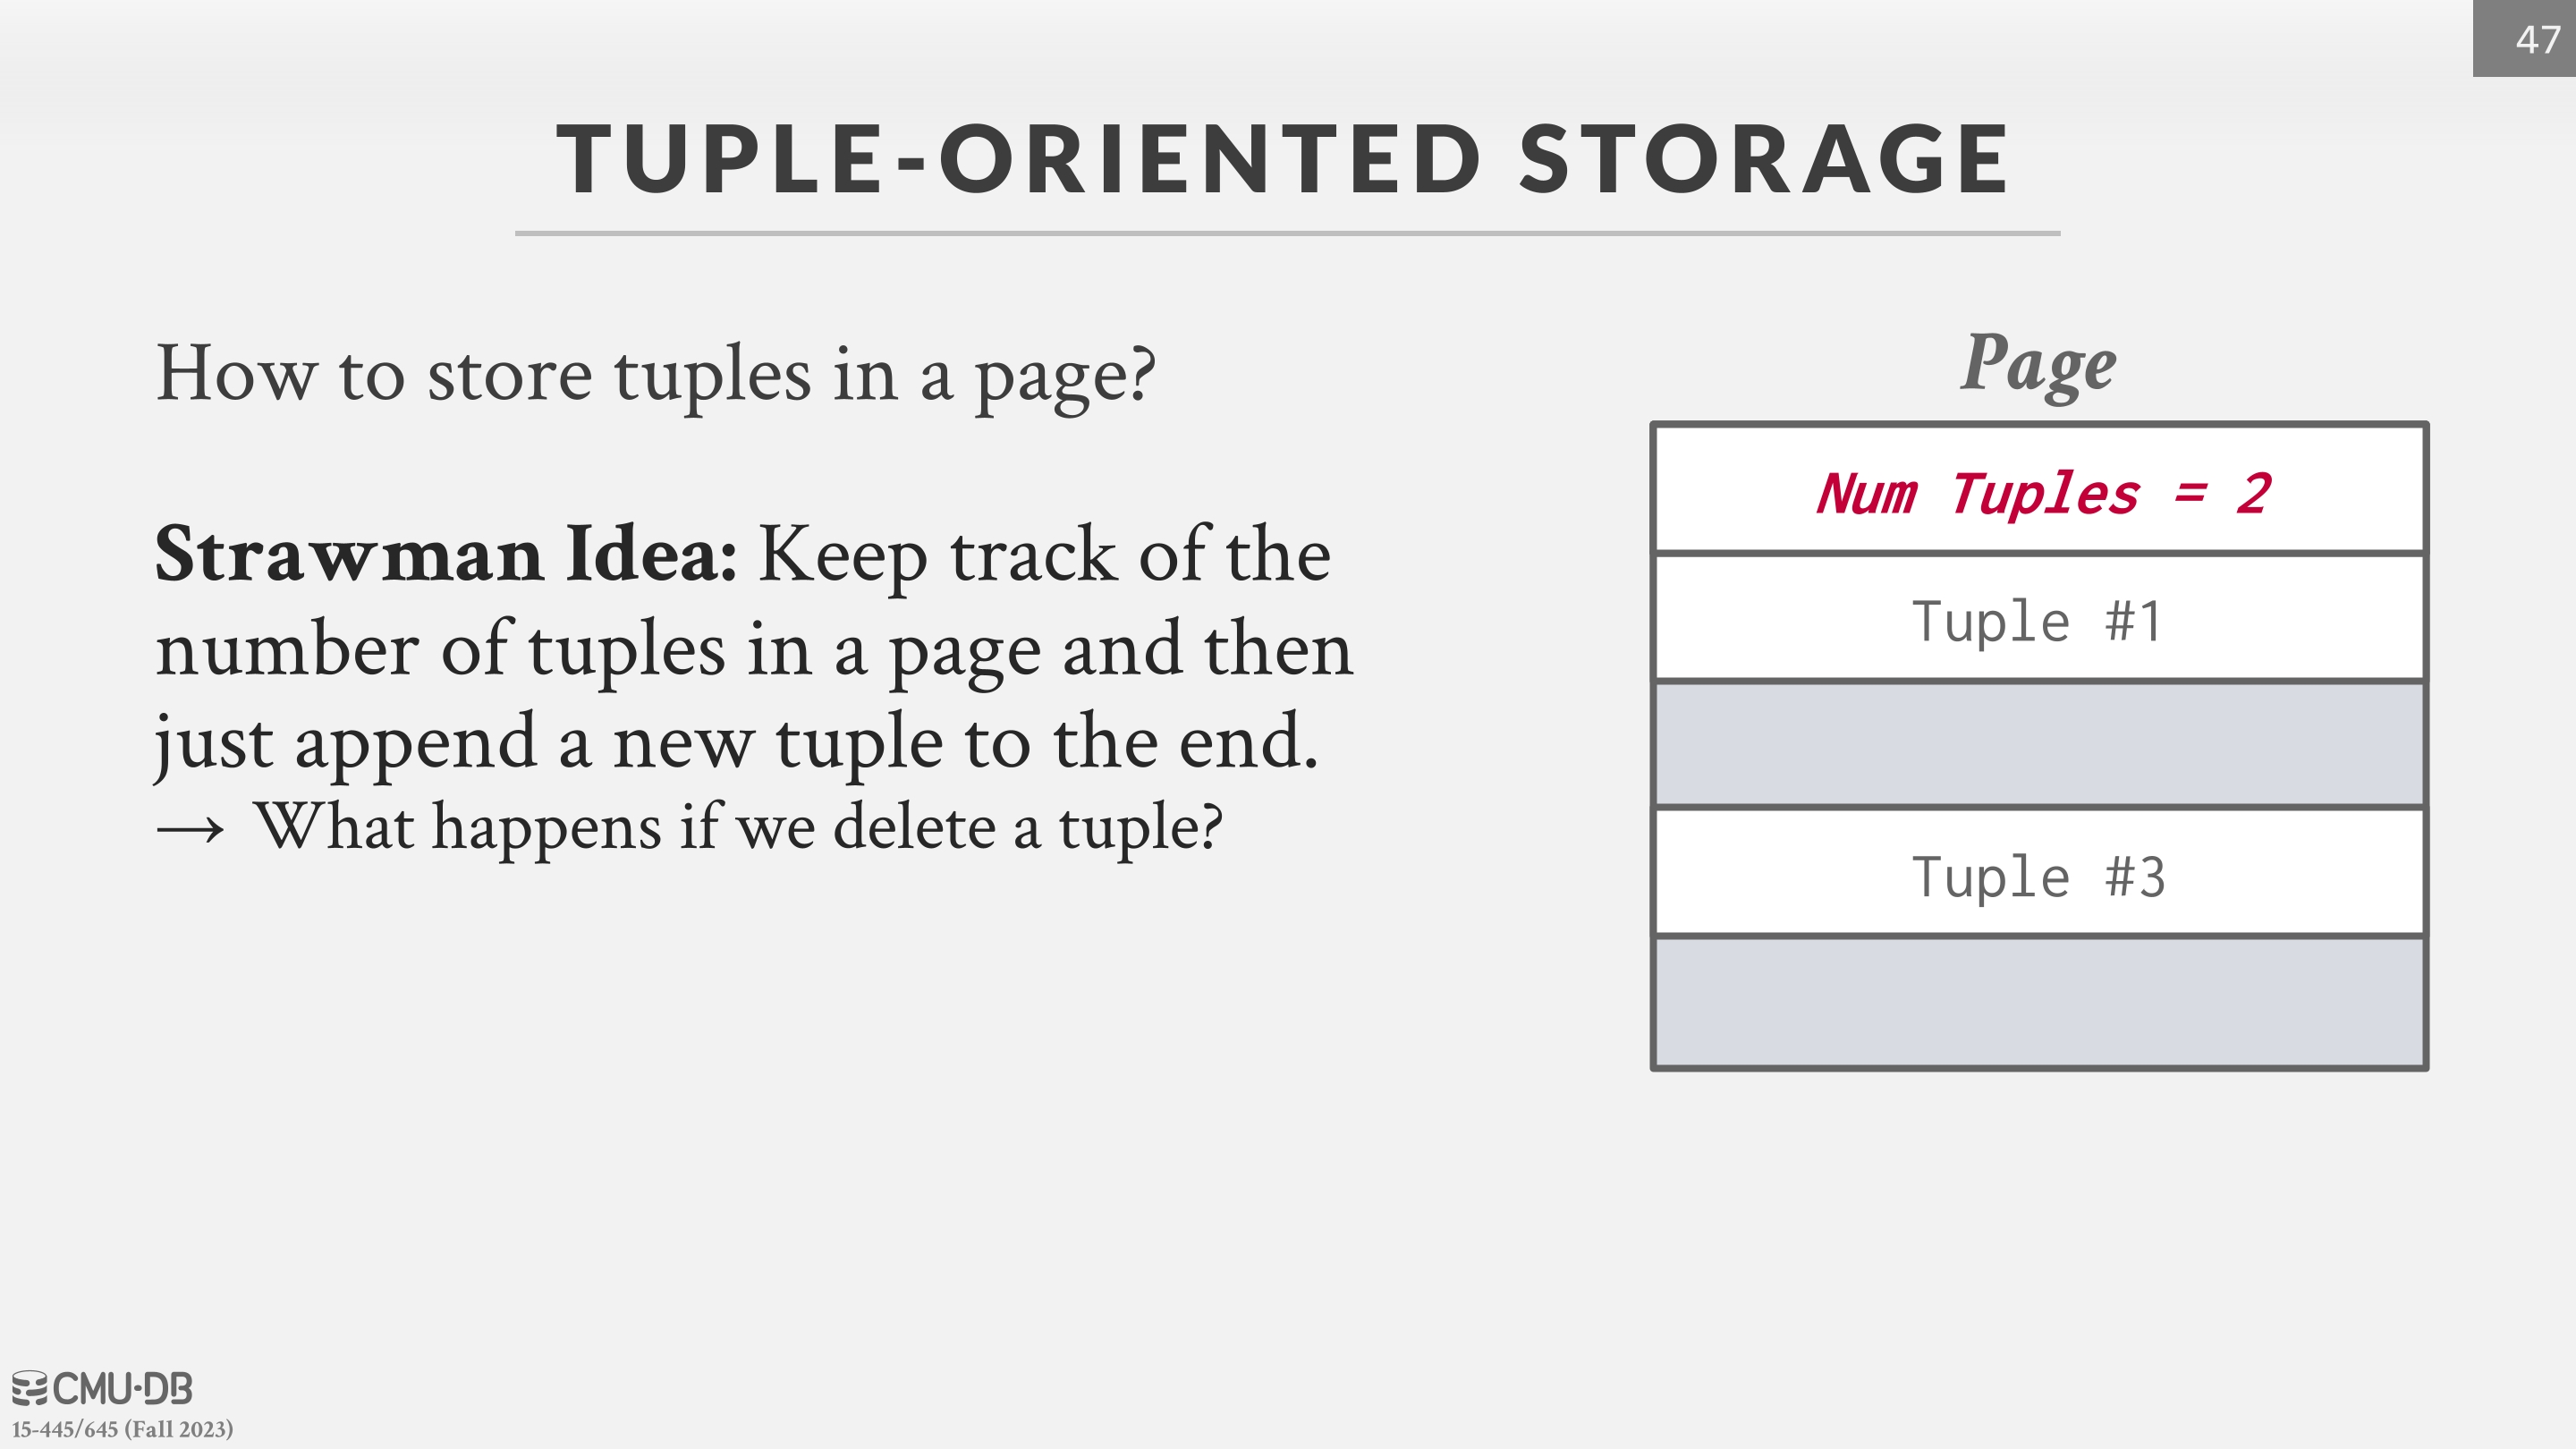 47
TUPLE-ORIENTED STORAGE
How to store tuples in a page?
Strawman Idea: Keep track of the
number of tuples in a page and then
just append a new tuple to the end.
→ What happens if we delete a tuple?
Page
Num Tuples = 2
Tuple #1
Tuple #3
CMU·DB
15-445/645 (Fall 2023)